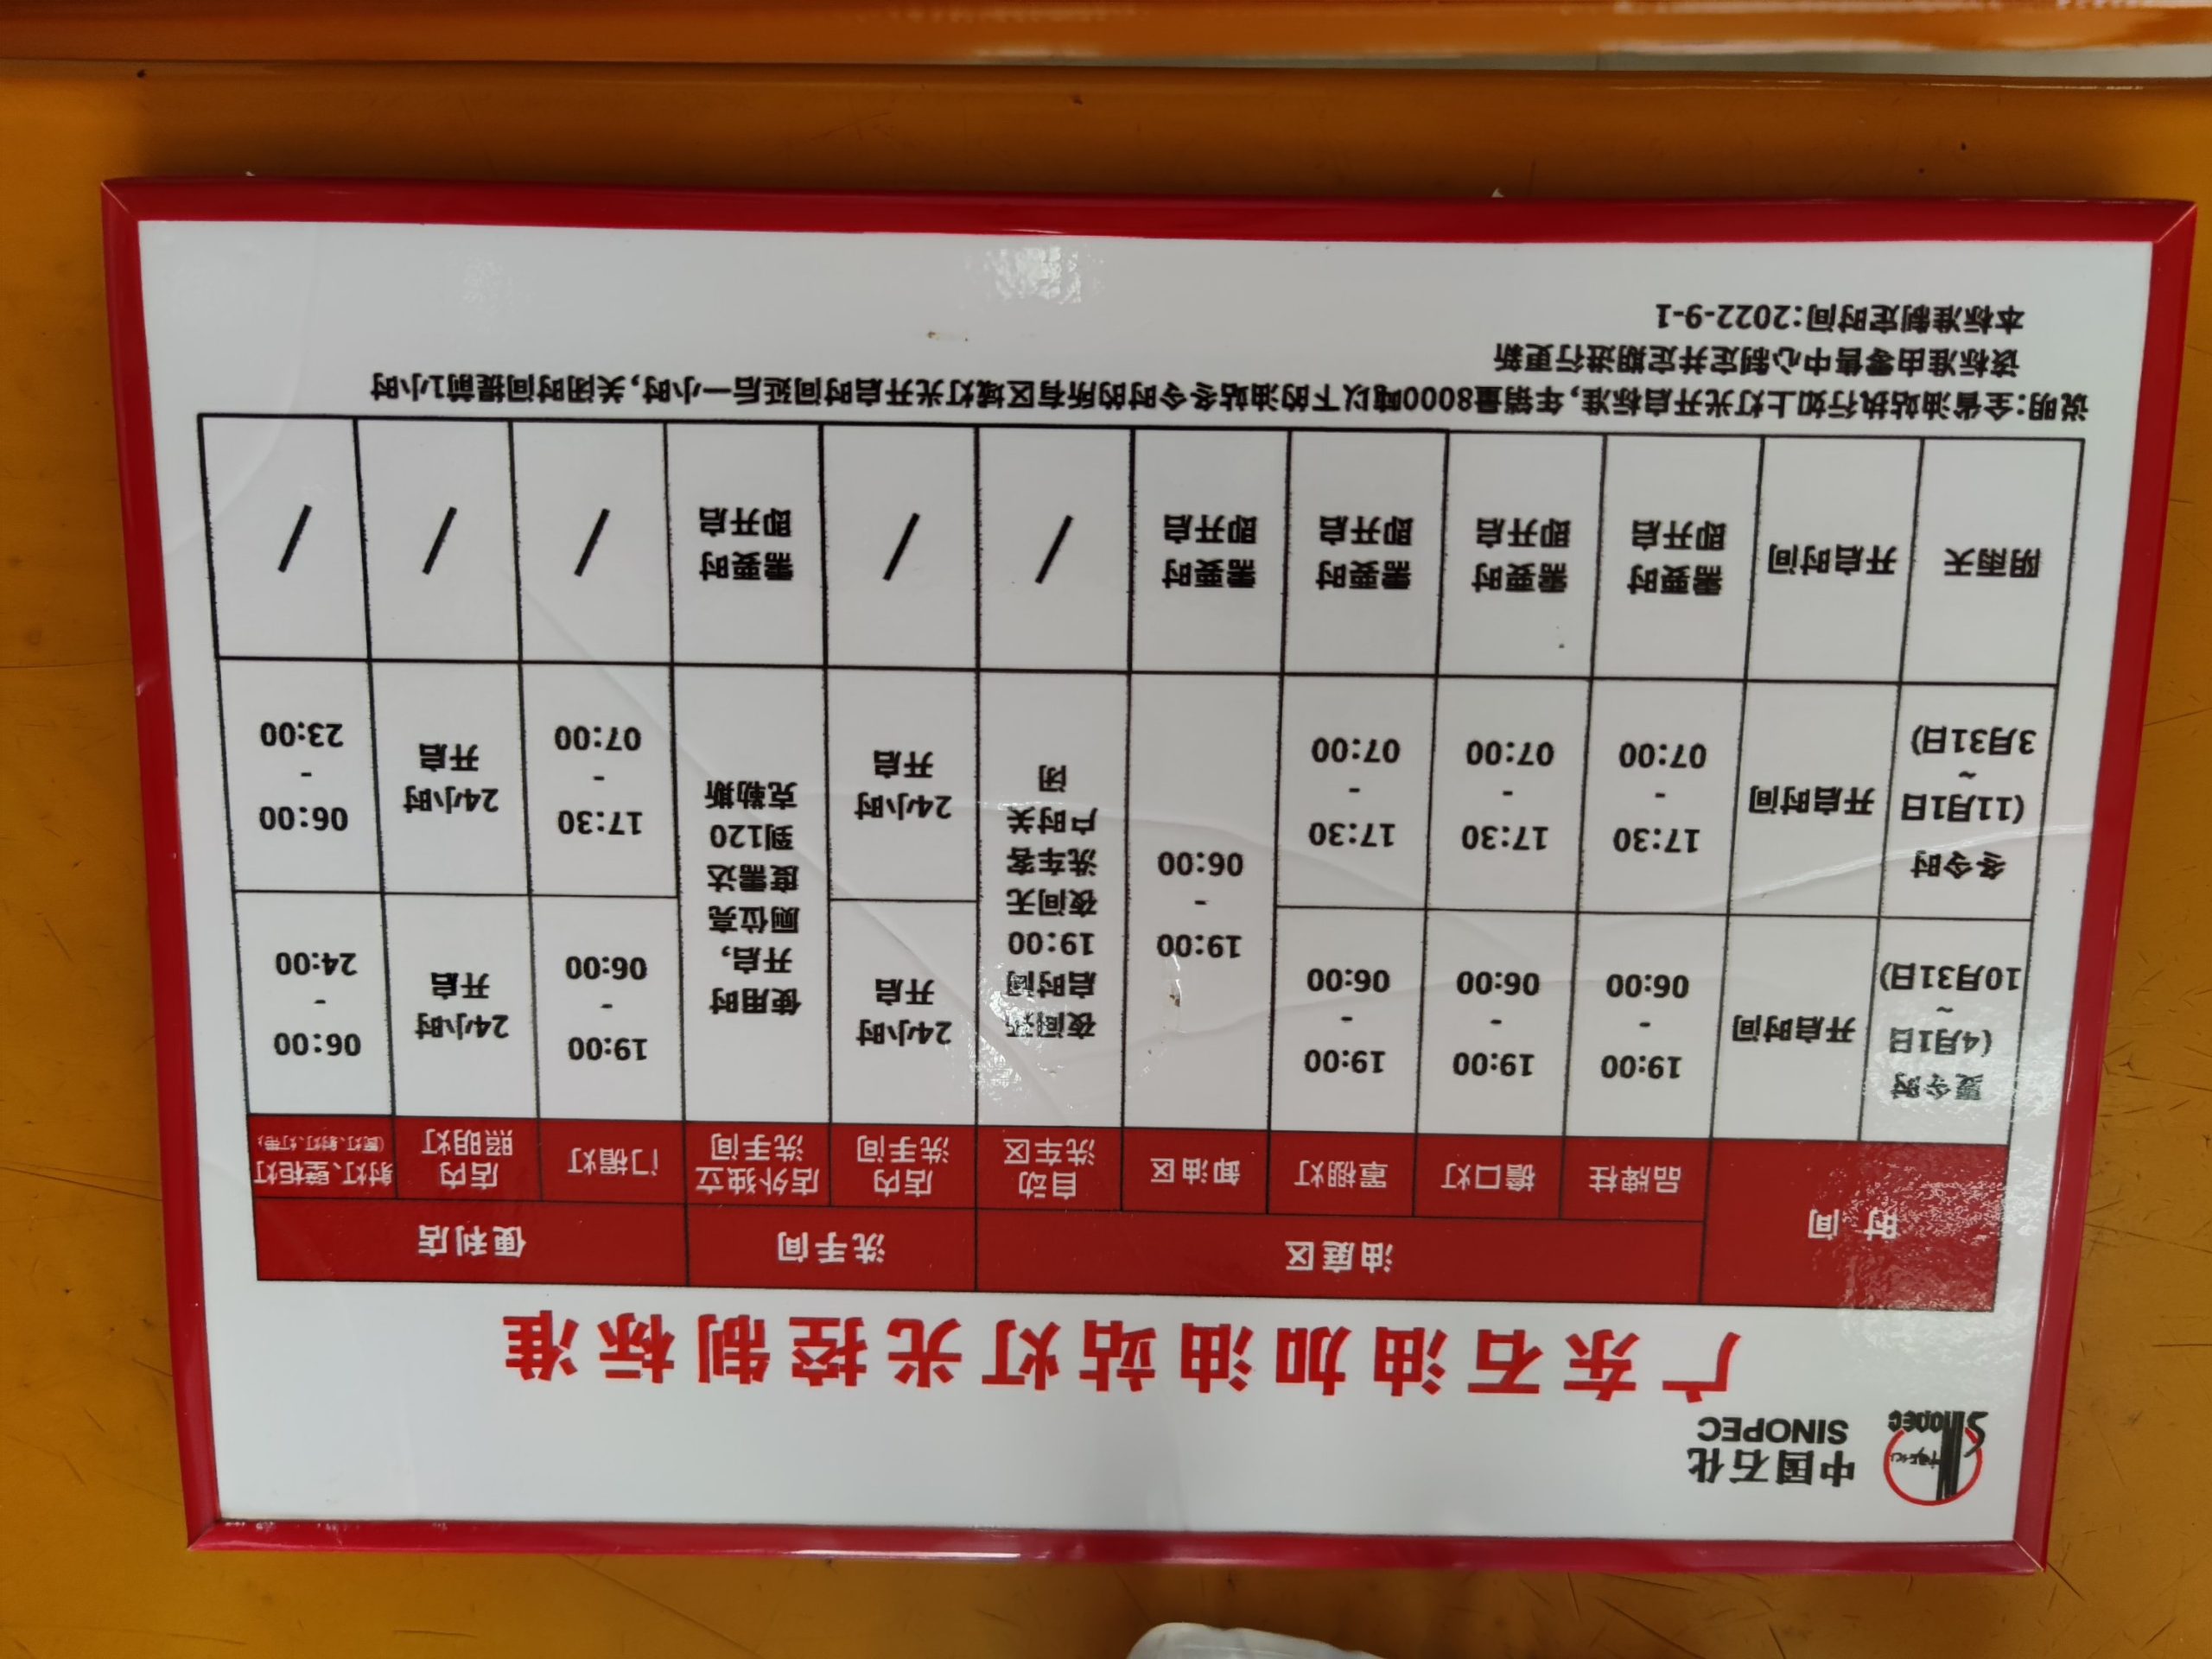 中国石化
SINOPEC
广东石油加油站灯光控制标准
时 间 油庭区 洗手间 便利店
品牌柱 檐口灯 罩棚灯 卸油区 自动洗车区 店内洗手间 店外独立洗手间 门楣灯 店内照明灯 射灯、壁柜灯
夏令时(4月1日~10月31日) 开启时间 19:00-06:00 19:00-06:00 19:00-06:00 19:00-06:00 夜间开启时间19:00夜间无洗车客户时关闭 24小时开启 使用时开启,厕位亮度需达到120克勒斯 19:00-06:00 24小时开启 06:00-24:00
冬令时(11月1日~3月31日) 开启时间 17:30-07:00 17:30-07:00 17:30-07:00 24小时开启 17:30-07:00 24小时开启 06:00-23:00
阴雨天 开启时间 需要时即开启 需要时即开启 需要时即开启 需要时即开启 / / 需要时即开启 / / /
说明:全省油站执行如上灯光开启标准,年销量8000吨以下的油站冬令时的所有区域灯光开启时间延后一小时,关闭时间提前1小时
该标准由零售中心制定并定期进行更新
本标准制定时间:2022-9-1